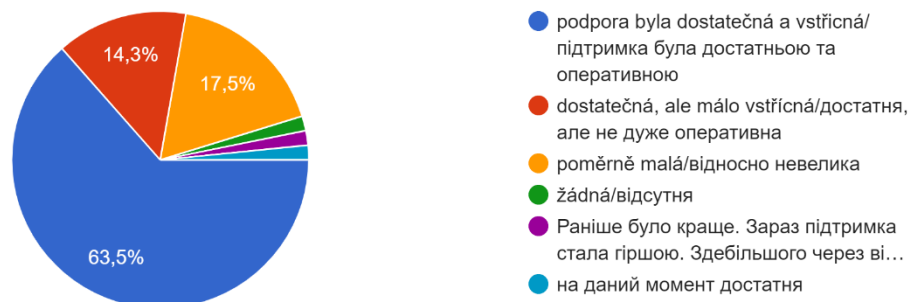 14,3%
17,5%
63,5%
podpora byla dostatečná a vstřícná/
підтримка була достатньою та
оперативною
dostatečná, ale málo vstřícná/достатня,
але не дуже оперативна
poměrně malá/відносно невелика
žádná/відсутня
Раніше було краще. Зараз підтримка
стала гіршою. Здебільшого через ві…
на даний момент достатня